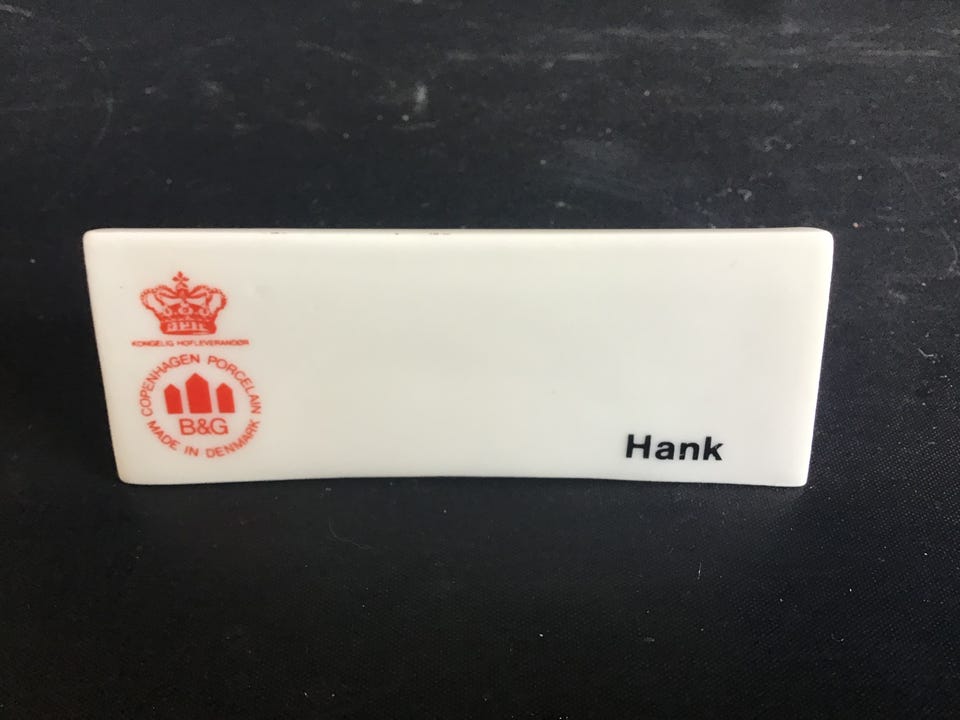 KONGELIG HOFLEVERANDØR
COPENHAGEN PORCELAIN
B&G
MADE IN DENMARK
Hank